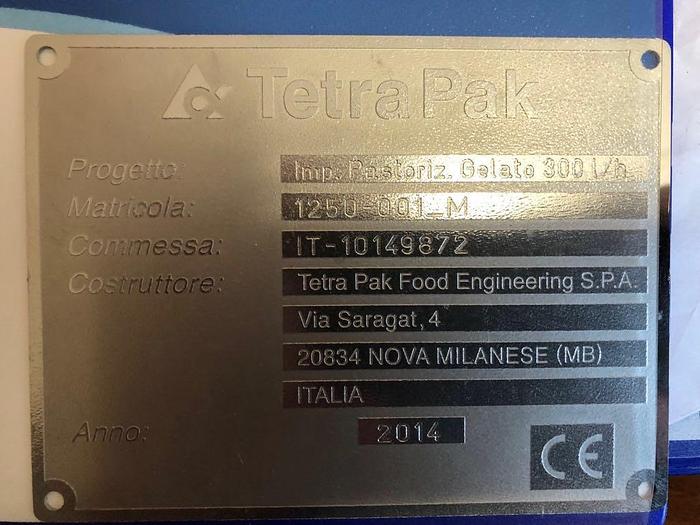 Tetra Pak
Progetto: Imp. Pastoriz. Gelato 300 l/h
Matricola: 1250-001_M
Commessa: IT-10149872
Costruttore: Tetra Pak Food Engineering S.P.A.
Via Saragat, 4
20834 NOVA MILANESE (MB)
ITALIA
Anno: 2014
CE